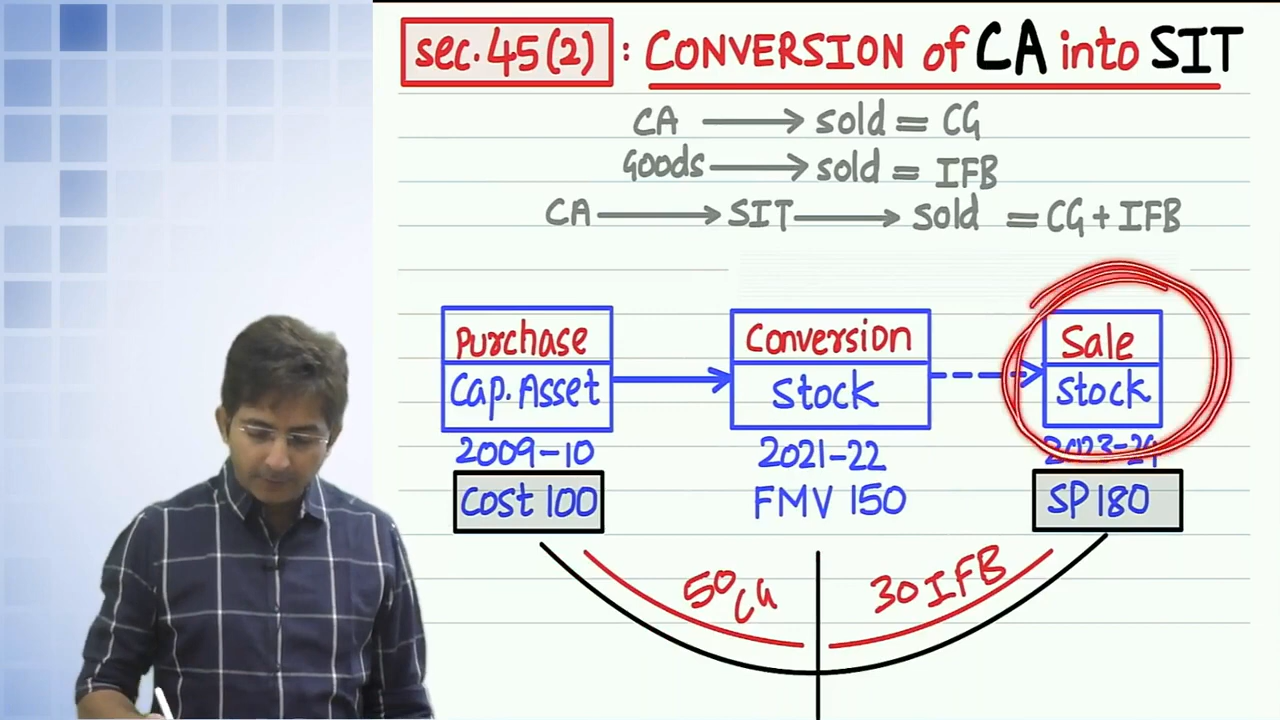 sec. 45(2) : CONVERSION of CA into SIT
CA → sold = CG
Goods → sold = IFB
CA → SIT → sold = CG + IFB
Purchase
Cap. Asset
2009-10
Cost 100
Conversion
Stock
2021-22
FMV 150
Sale
Stock
2023-24
SP 180
50 CG
30 IFB